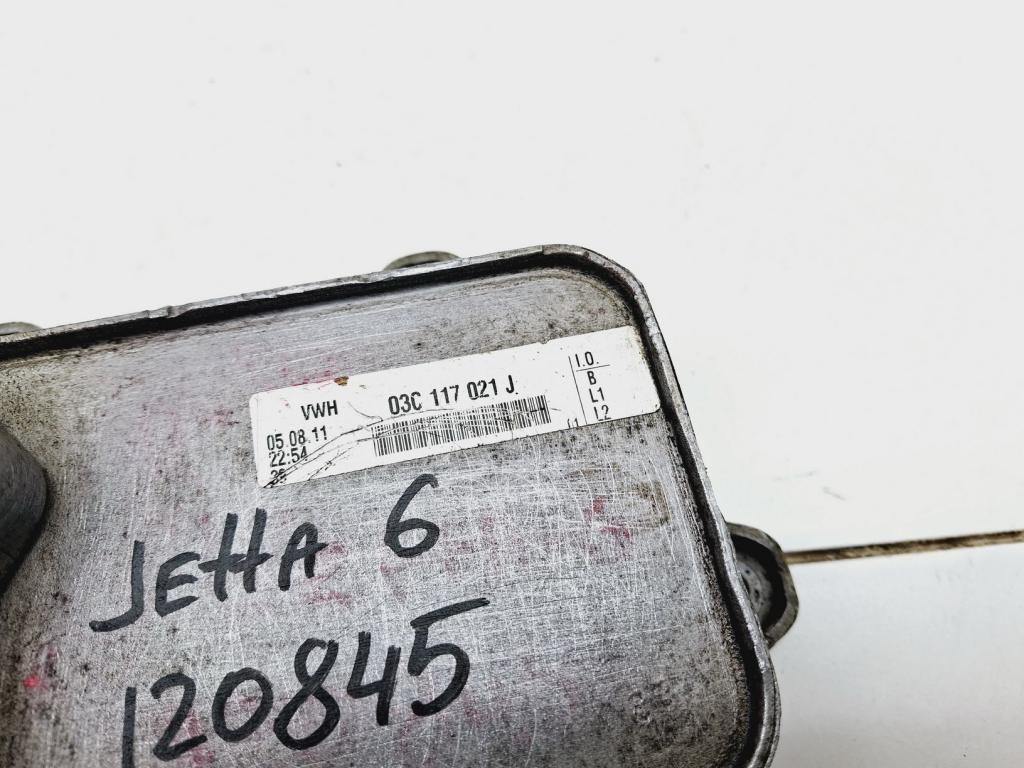 VWH 03C 117 021 J
05.08.11
22:54
I.O
B
L1
L2
JETTA 6
120845